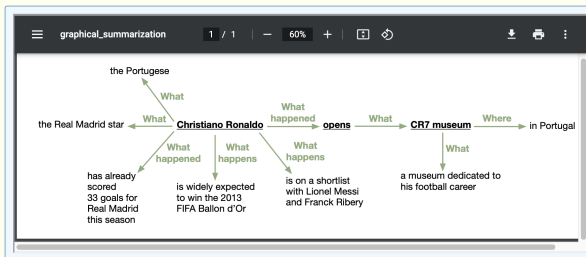 graphical_summarization
1 / 1
60%
the Portugese
What
the Real Madrid star
What
Christiano Ronaldo
What
happened
opens
What
CR7 museum
Where
in Portugal
What
happened
What
happens
What
happens
What
has already
scored
33 goals for
Real Madrid
this season
is widely expected
to win the 2013
FIFA Ballon d'Or
is on a shortlist
with Lionel Messi
and Franck Ribery
a museum dedicated to
his football career